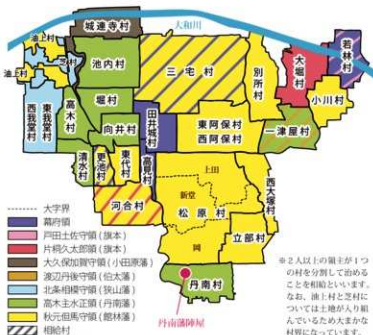 大和川
城連寺村
油上村
芝村
油上村
池内村
三宅村
別所村
大堀村
若林村
小川村
西我堂村
東我堂村
高木村
堀村
向井村
田井城村
東阿保村
西阿保村
一津屋村
清水村
更池村
東代村
高見村
河合村
上田
新堂
松原村
岡
西大塚村
立部村
丹南村
丹南藩陣屋
大字界
幕府領
戸田土佐守領(旗本)
片桐久太郎領(旗本)
大久保加賀守領(小田原藩)
渡辺丹後守領(伯太藩)
北条相模守領(狭山藩)
高木主水正領(丹南藩)
秋元但馬守領(館林藩)
相給村
※2人以上の領主が1つ
の村を分割して治める
ことを相給といいます。
なお、油上村と芝村に
ついては土地が入り組
んでいるため大まかな
村界になっています。